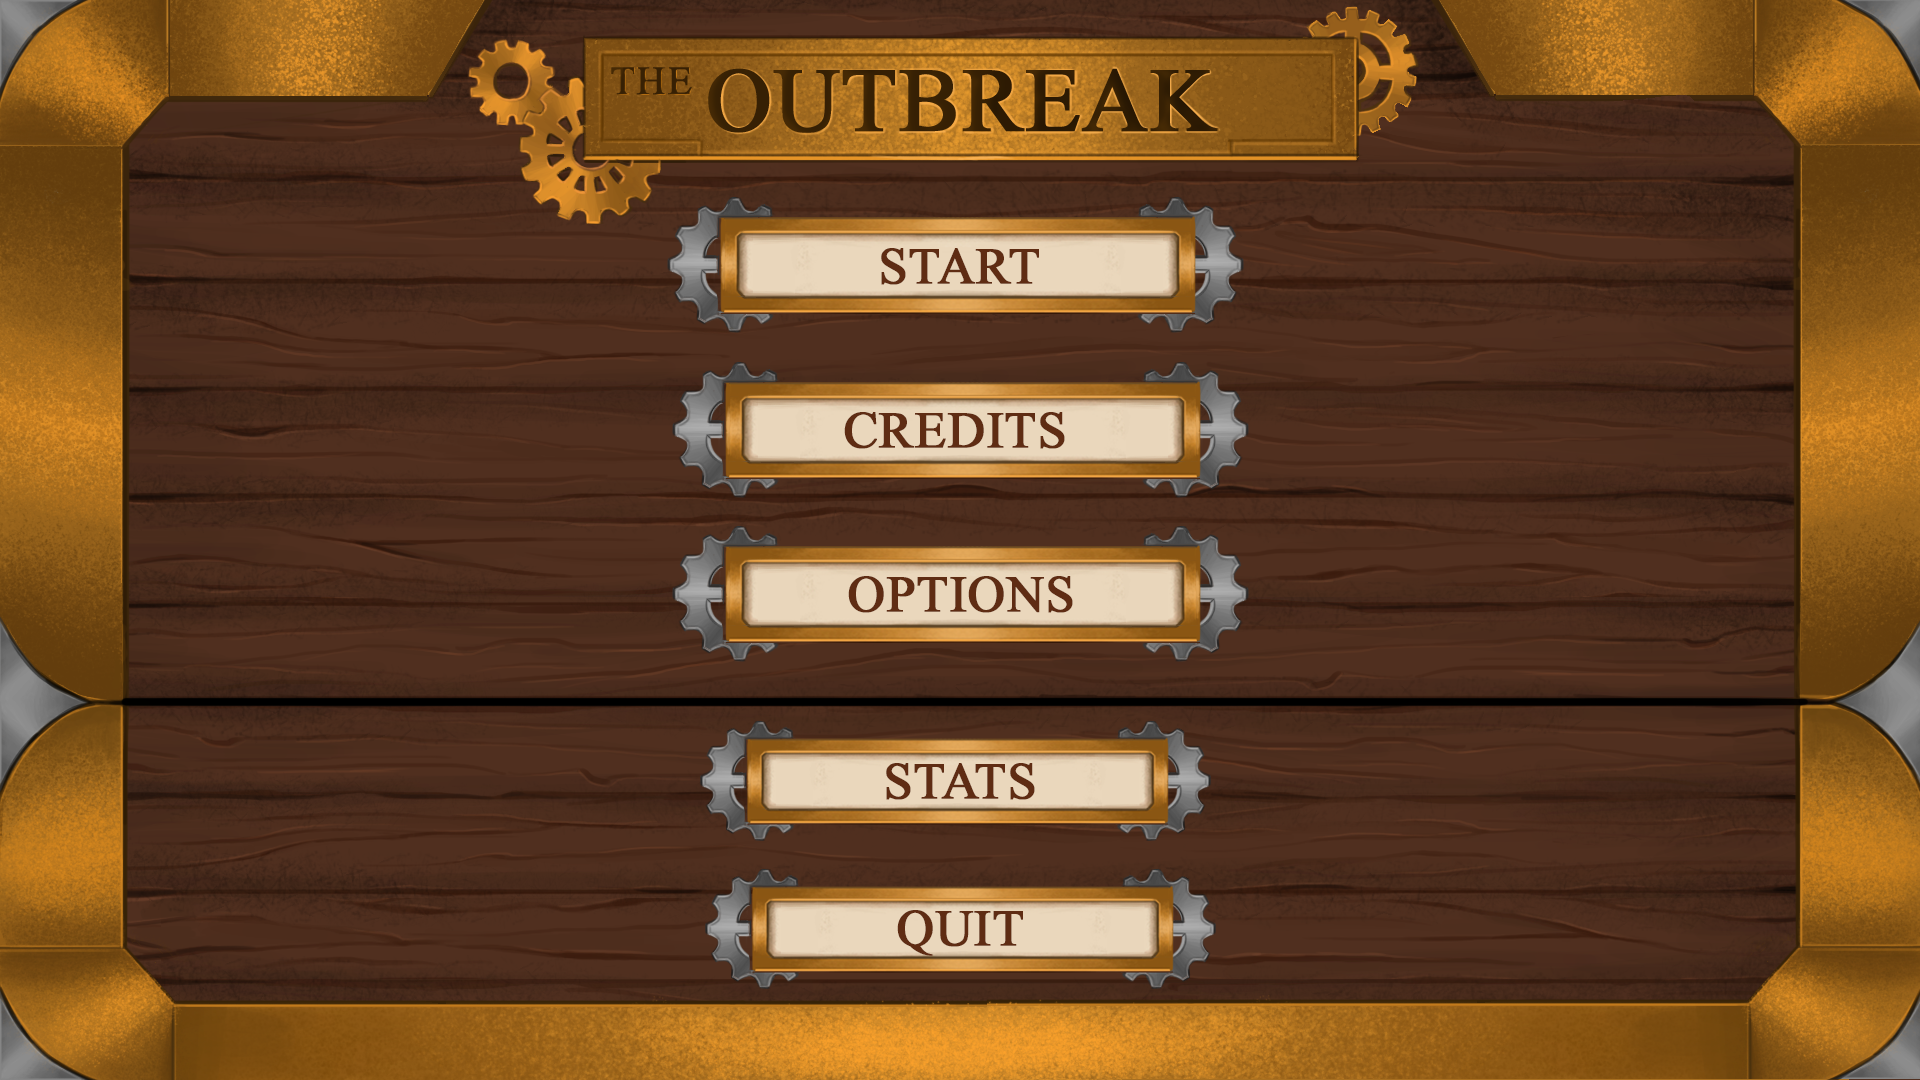 THE OUTBREAK
START
CREDITS
OPTIONS
STATS
QUIT